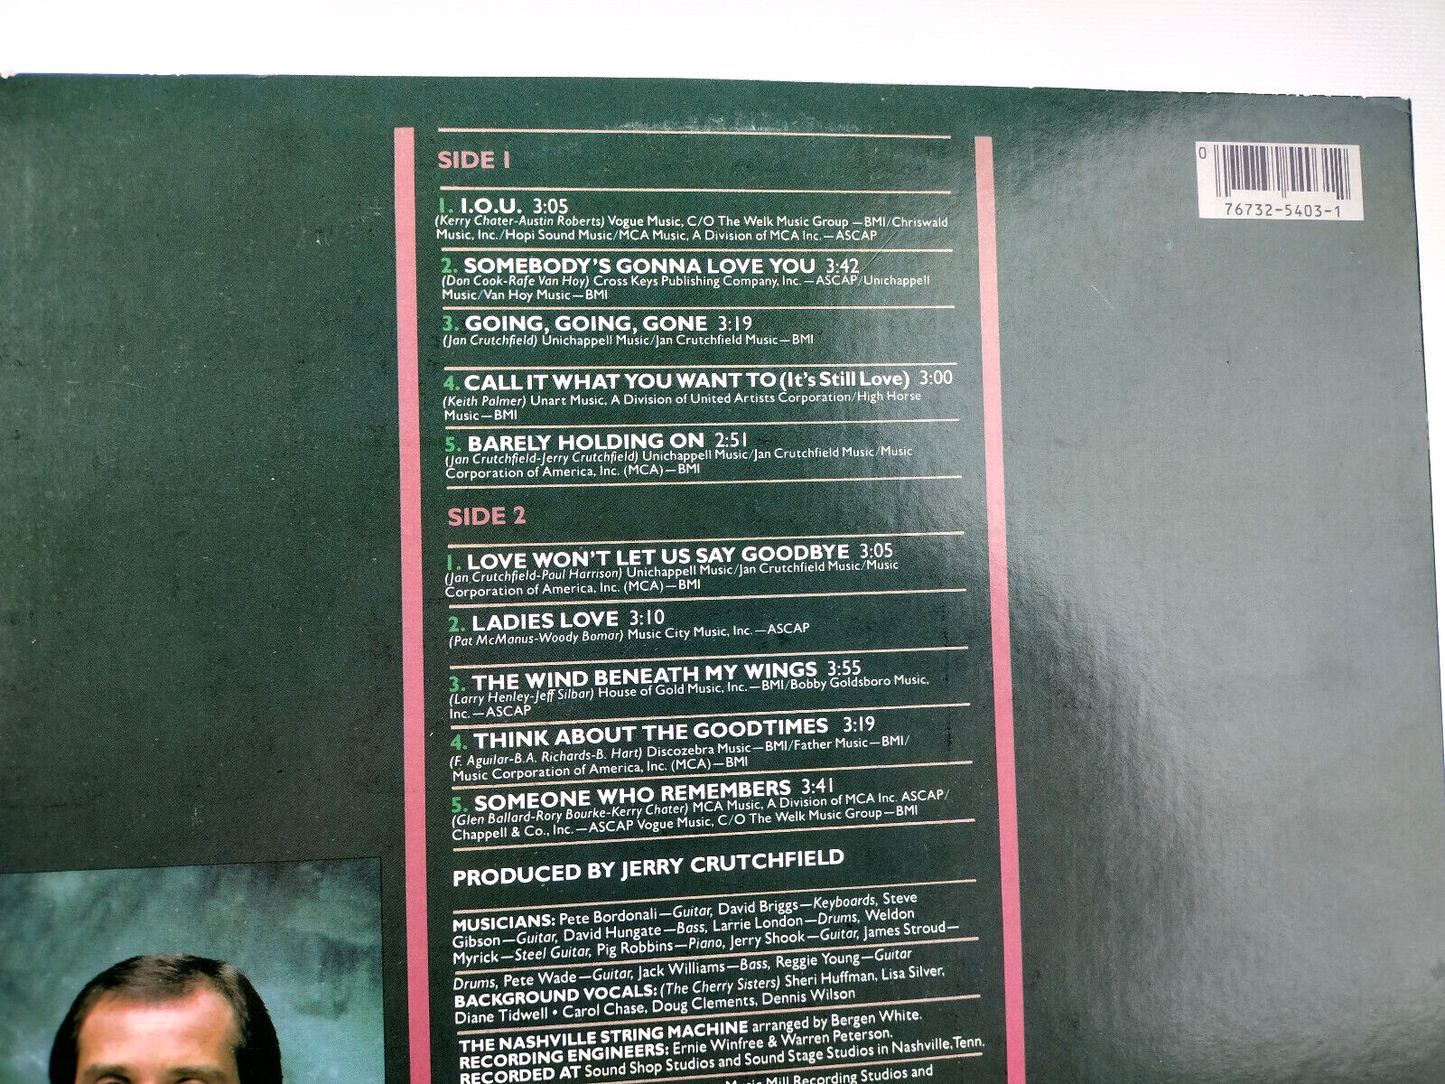 SIDE 1
1. I.O.U. 3:05
(Kerry Chater-Austin Roberts) Vogue Music, C/O The Welk Music Group—BMI/Chriswald
Music, Inc./Hopi Sound Music/MCA Music, A Division of MCA Inc.—ASCAP
2. SOMEBODY'S GONNA LOVE YOU 3:42
(Don Cook-Rafe Van Hoy) Cross Keys Publishing Company, Inc.—ASCAP/Unichappell
Music/Van Hoy Music—BMI
3. GOING, GOING, GONE 3:19
(Jan Crutchfield) Unichappell Music/Jan Crutchfield Music—BMI
4. CALL IT WHAT YOU WANT TO (It's Still Love) 3:00
(Keith Palmer) Unart Music, A Division of United Artists Corporation/High Horse
Music—BMI
5. BARELY HOLDING ON 2:51
(Jan Crutchfield-Jerry Crutchfield) Unichappell Music/Jan Crutchfield Music/Music
Corporation of America, Inc. (MCA)—BMI
SIDE 2
1. LOVE WON'T LET US SAY GOODBYE 3:05
(Jan Crutchfield-Paul Harrison) Unichappell Music/Jan Crutchfield Music/Music
Corporation of America, Inc. (MCA)—BMI
2. LADIES LOVE 3:10
(Pat McManus-Woody Bomar) Music City Music, Inc.—ASCAP
3. THE WIND BENEATH MY WINGS 3:55
(Larry Henley-Jeff Silbar) House of Gold Music, Inc.—BMI/Bobby Goldsboro Music,
Inc.—ASCAP
4. THINK ABOUT THE GOODTIMES 3:19
(F. Aguilar-B.A. Richards-B. Hart) Discozebra Music—BMI/Father Music—BMI/
Music Corporation of America, Inc. (MCA)—BMI
5. SOMEONE WHO REMEMBERS 3:41
(Glen Ballard-Rory Bourke-Kerry Chater) MCA Music, A Division of MCA Inc. ASCAP/
Chappell & Co., Inc.—ASCAP Vogue Music, C/O The Welk Music Group—BMI
PRODUCED BY JERRY CRUTCHFIELD
MUSICIANS: Pete Bordonali—Guitar, David Briggs—Keyboards, Steve
Gibson—Guitar, David Hungate—Bass, Larrie London—Drums, Weldon
Myrick—Steel Guitar, Pig Robbins—Piano, Jerry Shook—Guitar, James Stroud—
Drums, Pete Wade—Guitar, Jack Williams—Bass, Reggie Young—Guitar
BACKGROUND VOCALS: (The Cherry Sisters) Sheri Huffman, Lisa Silver,
Diane Tidwell • Carol Chase, Doug Clements, Dennis Wilson
THE NASHVILLE STRING MACHINE arranged by Bergen White.
RECORDING ENGINEERS: Ernie Winfree & Warren Peterson.
RECORDED AT Sound Shop Studios and Sound Stage Studios in Nashville, Tenn.
Music Mill Recording Studios and
0
76732-5403-1